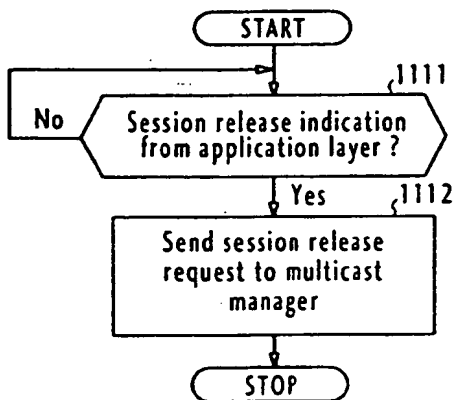 START
1111
No
Session release indication
from application layer ?
Yes
1112
Send session release
request to multicast
manager
STOP